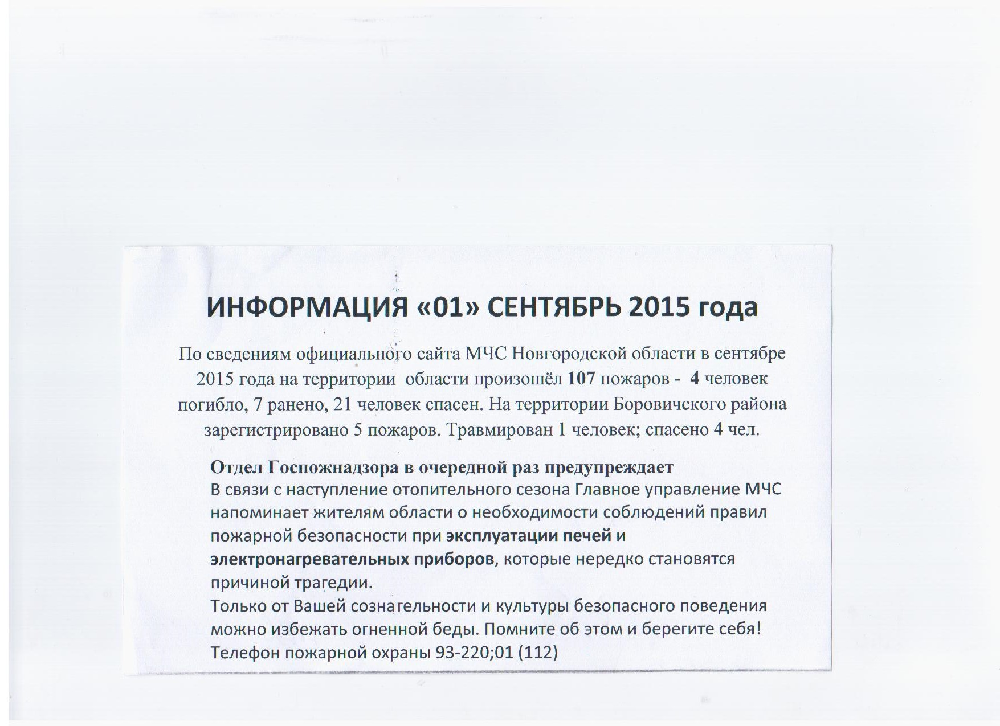 ИНФОРМАЦИЯ «01» СЕНТЯБРЬ 2015 года
По сведениям официального сайта МЧС Новгородской области в сентябре
2015 года на территории области произошёл 107 пожаров - 4 человек
погибло, 7 ранено, 21 человек спасен. На территории Боровичского района
зарегистрировано 5 пожаров. Травмирован 1 человек; спасено 4 чел.
Отдел Госпожнадзора в очередной раз предупреждает
В связи с наступление отопительного сезона Главное управление МЧС
напоминает жителям области о необходимости соблюдений правил
пожарной безопасности при эксплуатации печей и
электронагревательных приборов, которые нередко становятся
причиной трагедии.
Только от Вашей сознательности и культуры безопасного поведения
можно избежать огненной беды. Помните об этом и берегите себя!
Телефон пожарной охраны 93-220;01 (112)